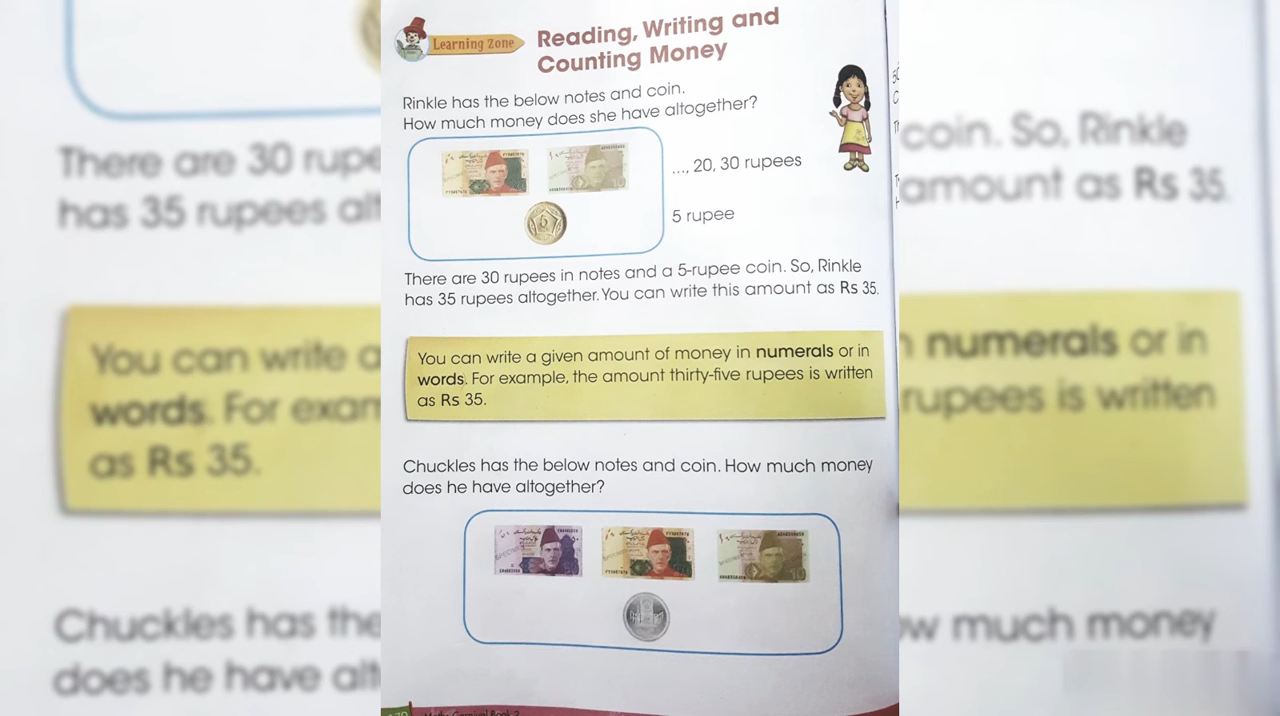 Learning Zone
Reading, Writing and
Counting Money
Rinkle has the below notes and coin.
How much money does she have altogether?
..., 20, 30 rupees
5
5 rupee
There are 30 rupees in notes and a 5-rupee coin. So, Rinkle
has 35 rupees altogether. You can write this amount as Rs 35.
You can write a given amount of money in numerals or in
words. For example, the amount thirty-five rupees is written
as Rs 35.
Chuckles has the below notes and coin. How much money
does he have altogether?